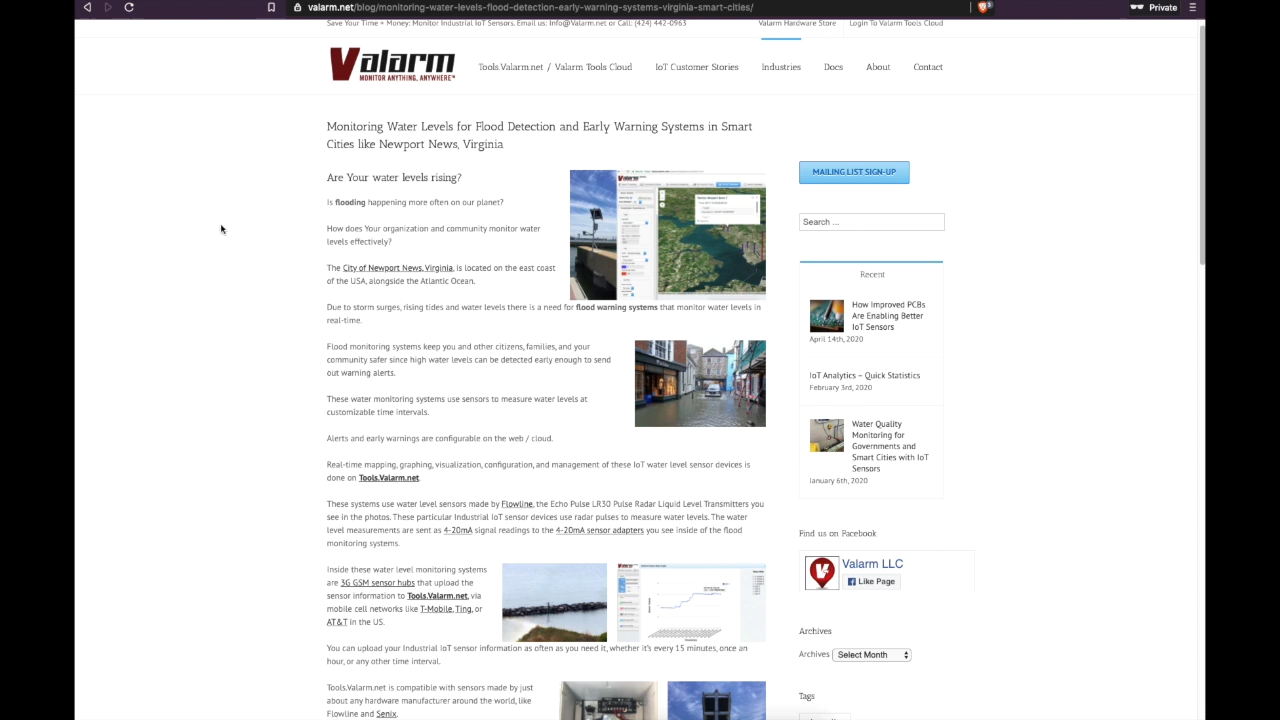 valarm.net/blog/monitoring-water-levels-flood-detection-early-warning-systems-virginia-smart-cities/
5
Private
Save Your Time + Money: Monitor Industrial IoT Sensors. Email us: Info@Valarm.net or Call: (424) 442-0963
Valarm Hardware Store
Login To Valarm Tools Cloud
Valarm
MONITOR ANYTHING, ANYWHERE™
Tools.Valarm.net / Valarm Tools Cloud
IoT Customer Stories
Industries
Docs
About
Contact
Monitoring Water Levels for Flood Detection and Early Warning Systems in Smart
Cities like Newport News, Virginia
Are Your water levels rising?
Is flooding happening more often on our planet?
How does Your organization and community monitor water
levels effectively?
The City of Newport News, Virginia, is located on the east coast
of the USA, alongside the Atlantic Ocean.
Due to storm surges, rising tides and water levels there is a need for flood warning systems that monitor water levels in
real-time.
Flood monitoring systems keep you and other citizens, families, and your
community safer since high water levels can be detected early enough to send
out warning alerts.
These water monitoring systems use sensors to measure water levels at
customizable time intervals.
Alerts and early warnings are configurable on the web / cloud.
Real-time mapping, graphing, visualization, configuration, and management of these IoT water level sensor devices is
done on Tools.Valarm.net.
These systems use water level sensors made by Flowline, the Echo Pulse LR30 Pulse Radar Liquid Level Transmitters you
see in the photos. These particular Industrial IoT sensor devices use radar pulses to measure water levels. The water
level measurements are sent as 4-20mA signal readings to the 4-20mA sensor adapters you see inside of the flood
monitoring systems.
Inside these water level monitoring systems
are 3G GSM sensor hubs that upload the
sensor information to Tools.Valarm.net, via
mobile cell networks like T-Mobile, Ting, or
AT&T in the US.
You can upload your Industrial IoT sensor information as often as you need it, whether it's every 15 minutes, once an
hour, or any other time interval.
Tools.Valarm.net is compatible with sensors made by just
about any hardware manufacturer around the world, like
Flowline and Senix.
MAILING LIST SIGN-UP
Search ...
Recent
How Improved PCBs
Are Enabling Better
IoT Sensors
April 14th, 2020
IoT Analytics – Quick Statistics
February 3rd, 2020
Water Quality
Monitoring for
Governments and
Smart Cities with IoT
Sensors
January 6th, 2020
Find us on Facebook
Valarm LLC
Like Page
Archives
Archives Select Month
Tags